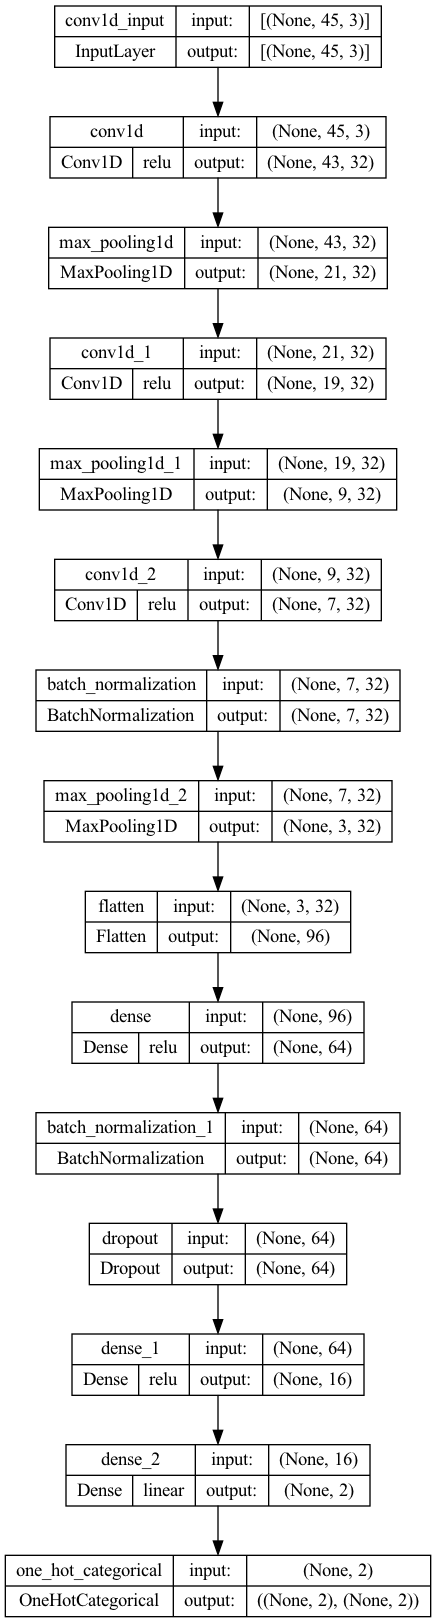 conv1d_input input: [(None, 45, 3)]
InputLayer output: [(None, 45, 3)]
conv1d input: (None, 45, 3)
Conv1D relu output: (None, 43, 32)
max_pooling1d input: (None, 43, 32)
MaxPooling1D output: (None, 21, 32)
conv1d_1 input: (None, 21, 32)
Conv1D relu output: (None, 19, 32)
max_pooling1d_1 input: (None, 19, 32)
MaxPooling1D output: (None, 9, 32)
conv1d_2 input: (None, 9, 32)
Conv1D relu output: (None, 7, 32)
batch_normalization input: (None, 7, 32)
BatchNormalization output: (None, 7, 32)
max_pooling1d_2 input: (None, 7, 32)
MaxPooling1D output: (None, 3, 32)
flatten input: (None, 3, 32)
Flatten output: (None, 96)
dense input: (None, 96)
Dense relu output: (None, 64)
batch_normalization_1 input: (None, 64)
BatchNormalization output: (None, 64)
dropout input: (None, 64)
Dropout output: (None, 64)
dense_1 input: (None, 64)
Dense relu output: (None, 16)
dense_2 input: (None, 16)
Dense linear output: (None, 2)
one_hot_categorical input: (None, 2)
OneHotCategorical output: ((None, 2), (None, 2))